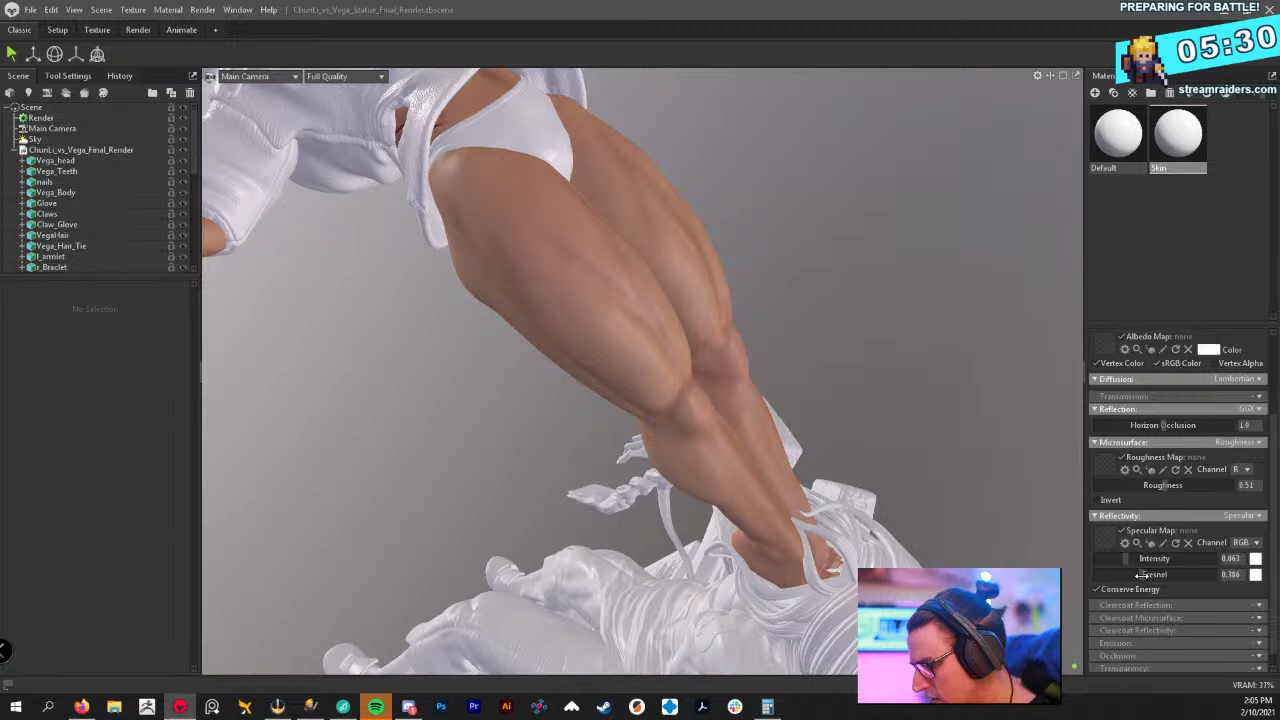 File Edit View Scene Texture Material Render Window Help ChunLi_vs_Vega_Statue_Final_Render.tbscene
PREPARING FOR BATTLE!
05:30
streamraiders.com
Classic Setup Texture Render Animate +
Scene Tool Settings History
Main Camera Full Quality
Scene
Render
Main Camera
Sky
ChunLi_vs_Vega_Final_Render
Vega_head
Vega_Teeth
nails
Vega_Body
Glove
Claws
Claw_Glove
VegaHair
Vega_Hair_Tie
l_armlet
r_Braclet
No Selection
Default Skin
Albedo Map: none
Color
Vertex Color sRGB Color Vertex Alpha
Diffusion: Lambertian
Transmission:
Reflection: GGX
Horizon Occlusion 1.0
Microsurface: Roughness
Roughness Map: none
Channel R
Roughness 0.51
Invert
Reflectivity: Specular
Specular Map: none
Channel RGB
Intensity 0.063
Fresnel 0.386
Conserve Energy
Clearcoat Reflection:
Clearcoat Microsurface:
Clearcoat Reflectivity:
Emission:
Occlusion:
Transparency:
VRAM: 37%
Ps Pr Ai
2:05 PM
2/10/2021